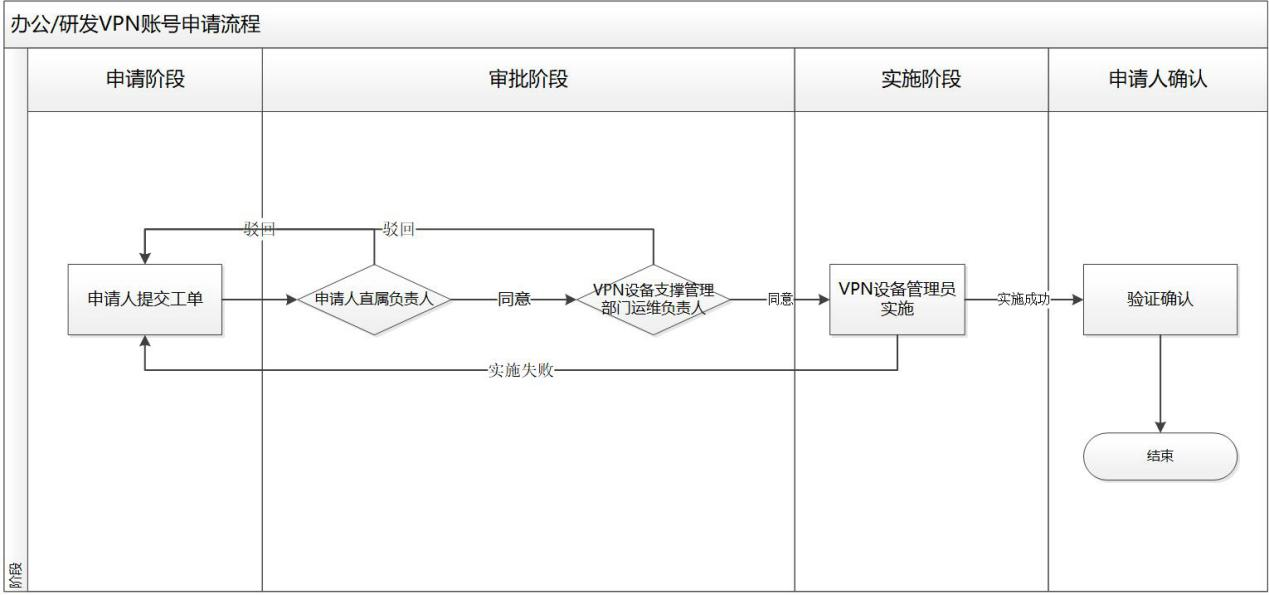 办公/研发VPN账号申请流程
申请阶段
审批阶段
实施阶段
申请人确认
驳回
驳回
申请人提交工单
申请人直属负责人
同意
VPN设备支撑管理
部门运维负责人
同意
VPN设备管理员
实施
实施成功
验证确认
实施失败
结束
阶段